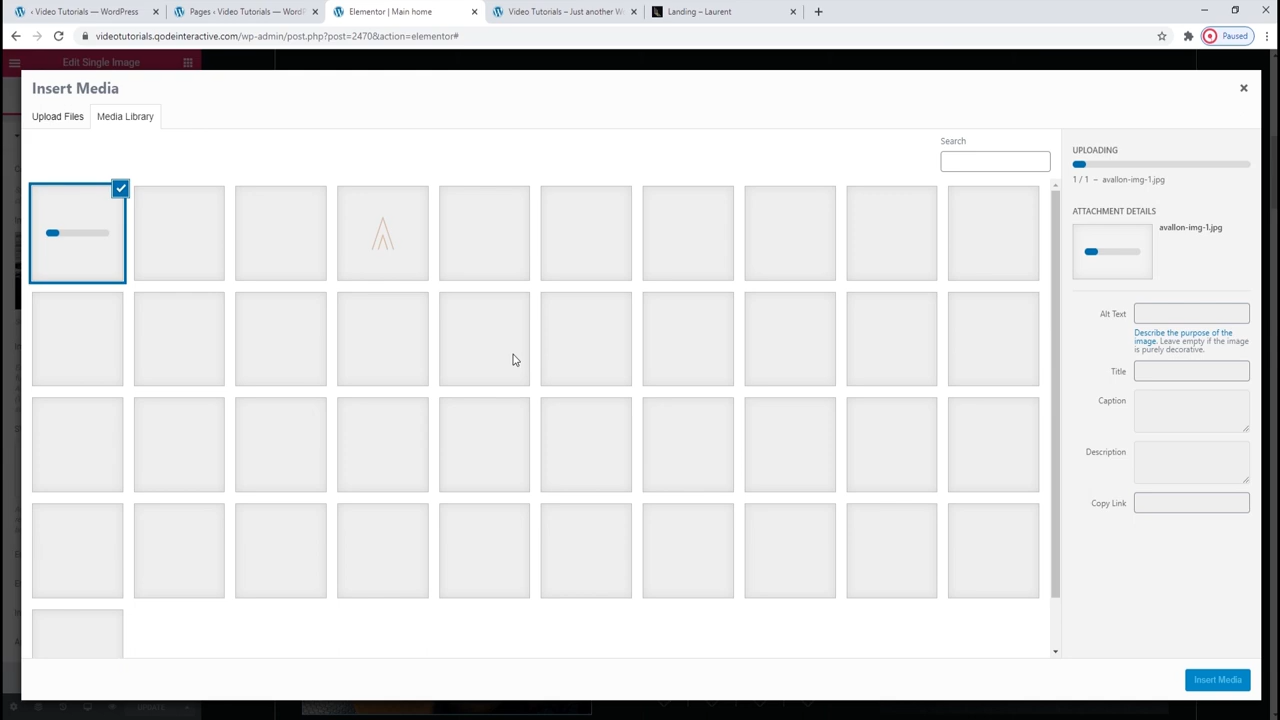 ‹ Video Tutorials — WordPress
Pages ‹ Video Tutorials — WordP
Elementor | Main home
Video Tutorials – Just another W
Landing – Laurent
videotutorials.qodeinteractive.com/wp-admin/post.php?post=2470&action=elementor#
Paused
Edit Single Image
Insert Media
Upload Files
Media Library
Search
UPLOADING
1 / 1 – avallon-img-1.jpg
ATTACHMENT DETAILS
avallon-img-1.jpg
Alt Text
Describe the purpose of the
image. Leave empty if the image
is purely decorative.
Title
Caption
Description
Copy Link
Insert Media
UPDATE